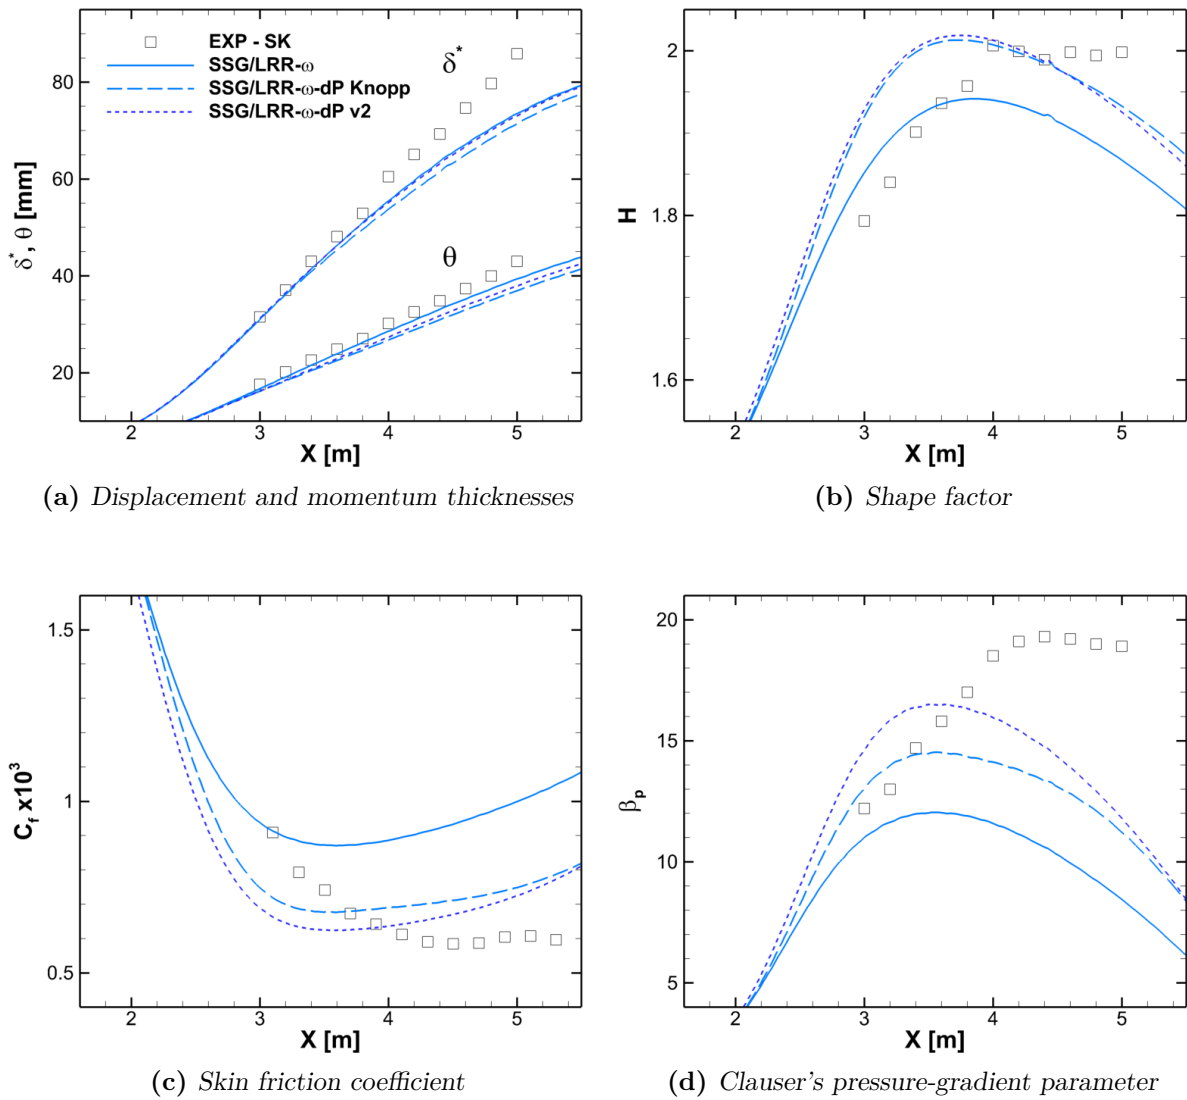 EXP - SK
SSG/LRR-ω
SSG/LRR-ω-dP Knopp
SSG/LRR-ω-dP v2
δ*
θ
δ*, θ [mm]
80
60
40
20
2 3 4 5
X [m]
(a) Displacement and momentum thicknesses
H
2
1.8
1.6
2 3 4 5
X [m]
(b) Shape factor
C_f x10³
1.5
1
0.5
2 3 4 5
X [m]
(c) Skin friction coefficient
β_p
20
15
10
5
2 3 4 5
X [m]
(d) Clauser's pressure-gradient parameter